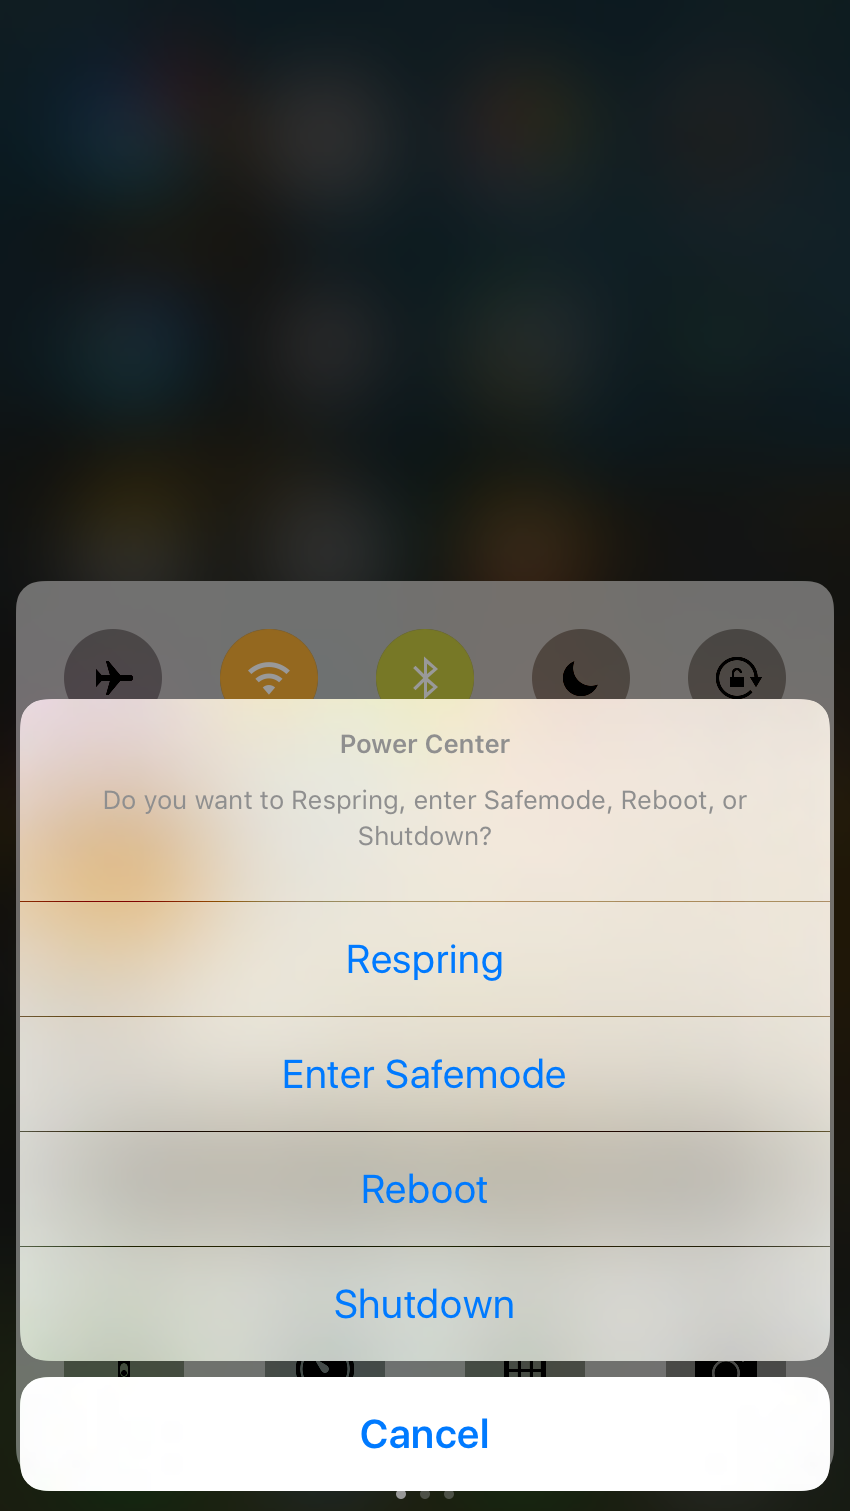 Power Center
Do you want to Respring, enter Safemode, Reboot, or
Shutdown?
Respring
Enter Safemode
Reboot
Shutdown
Cancel